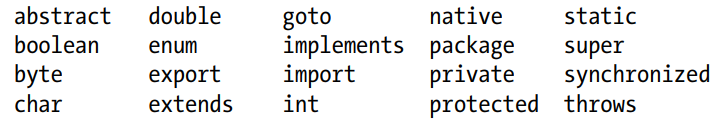 abstract double goto native static
boolean enum implements package super
byte export import private synchronized
char extends int protected throws